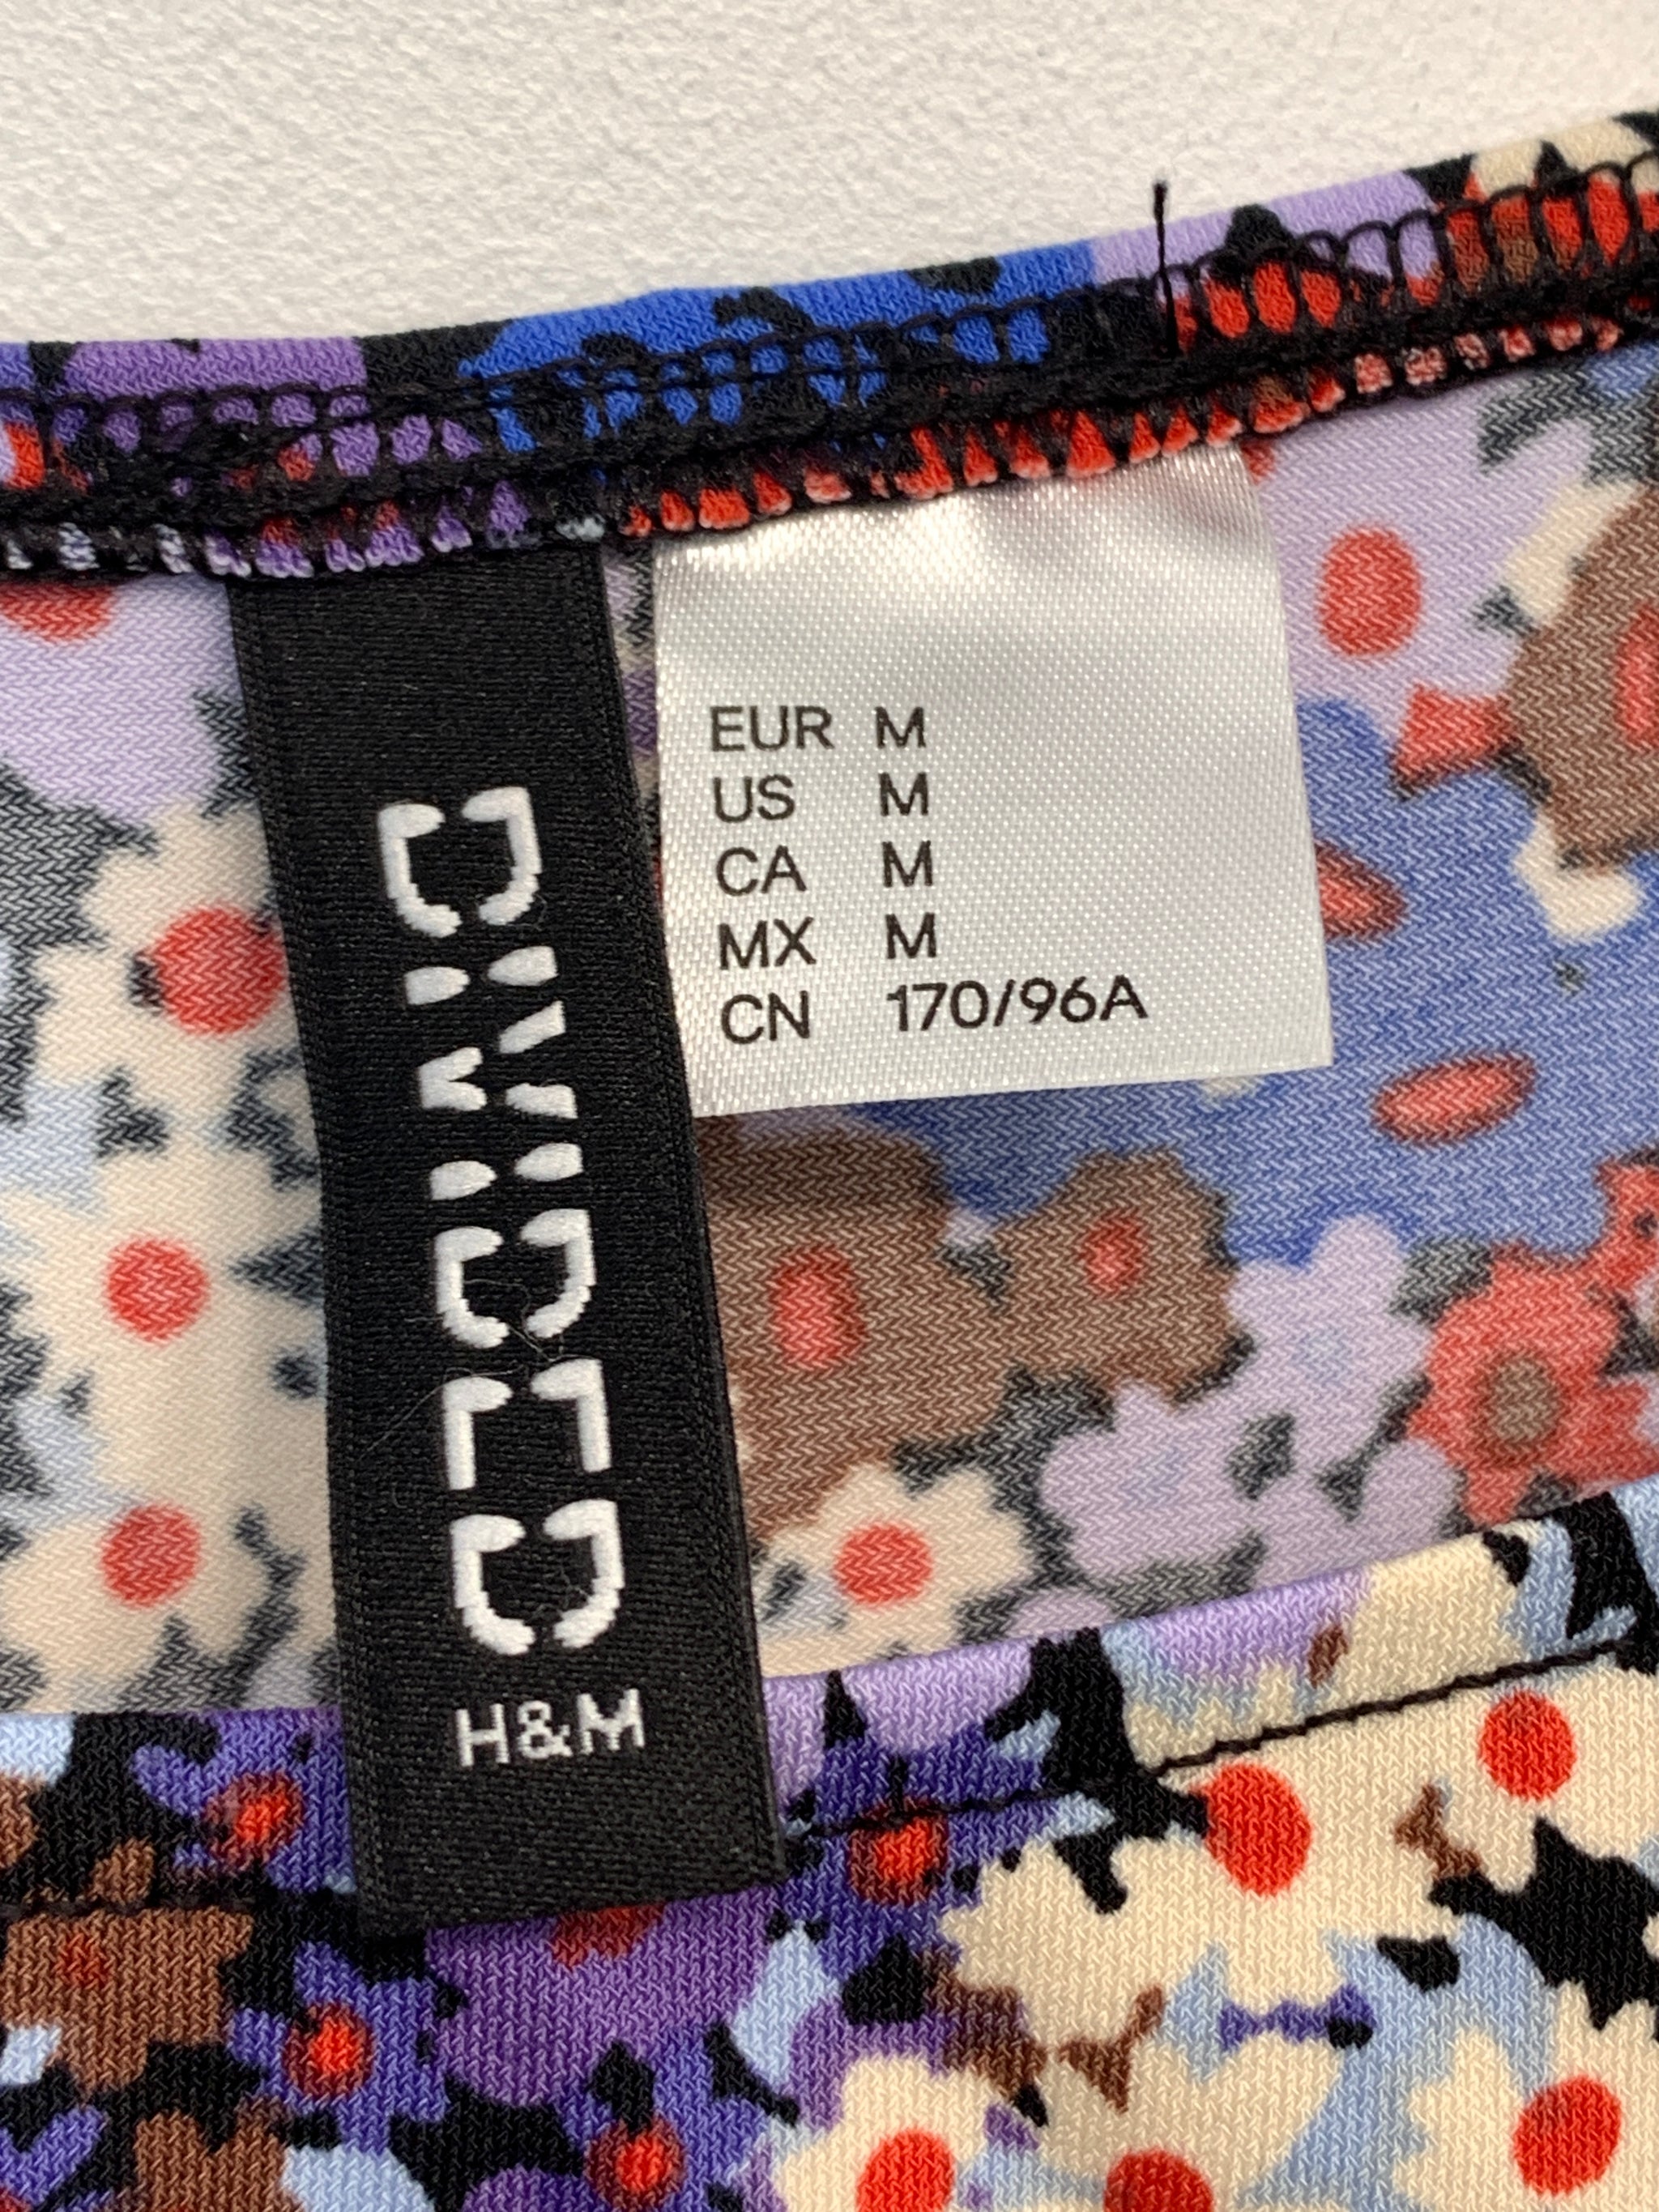 DIVIDED
H&M
EUR M
US M
CA M
MX M
CN 170/96A